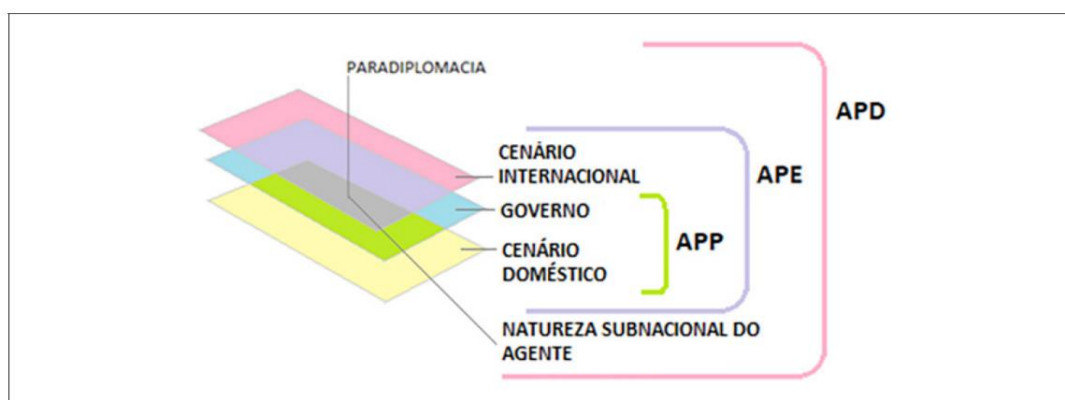 PARADIPLOMACIA
APD
CENÁRIO
INTERNACIONAL
APE
GOVERNO
APP
CENÁRIO
DOMÉSTICO
NATUREZA SUBNACIONAL DO
AGENTE